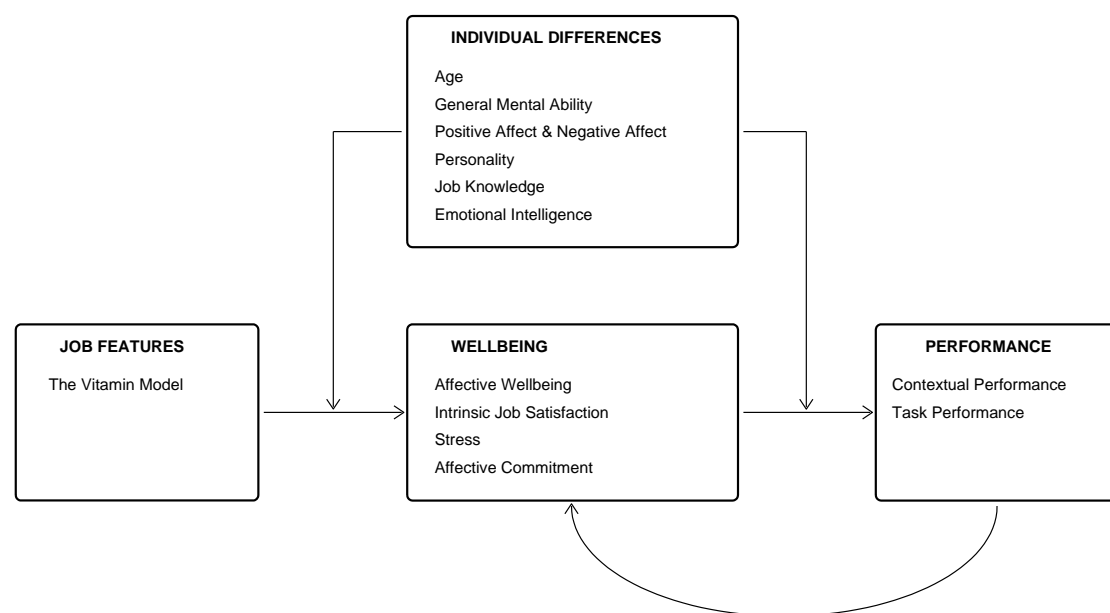 INDIVIDUAL DIFFERENCES
Age
General Mental Ability
Positive Affect & Negative Affect
Personality
Job Knowledge
Emotional Intelligence
JOB FEATURES
The Vitamin Model
WELLBEING
Affective Wellbeing
Intrinsic Job Satisfaction
Stress
Affective Commitment
PERFORMANCE
Contextual Performance
Task Performance